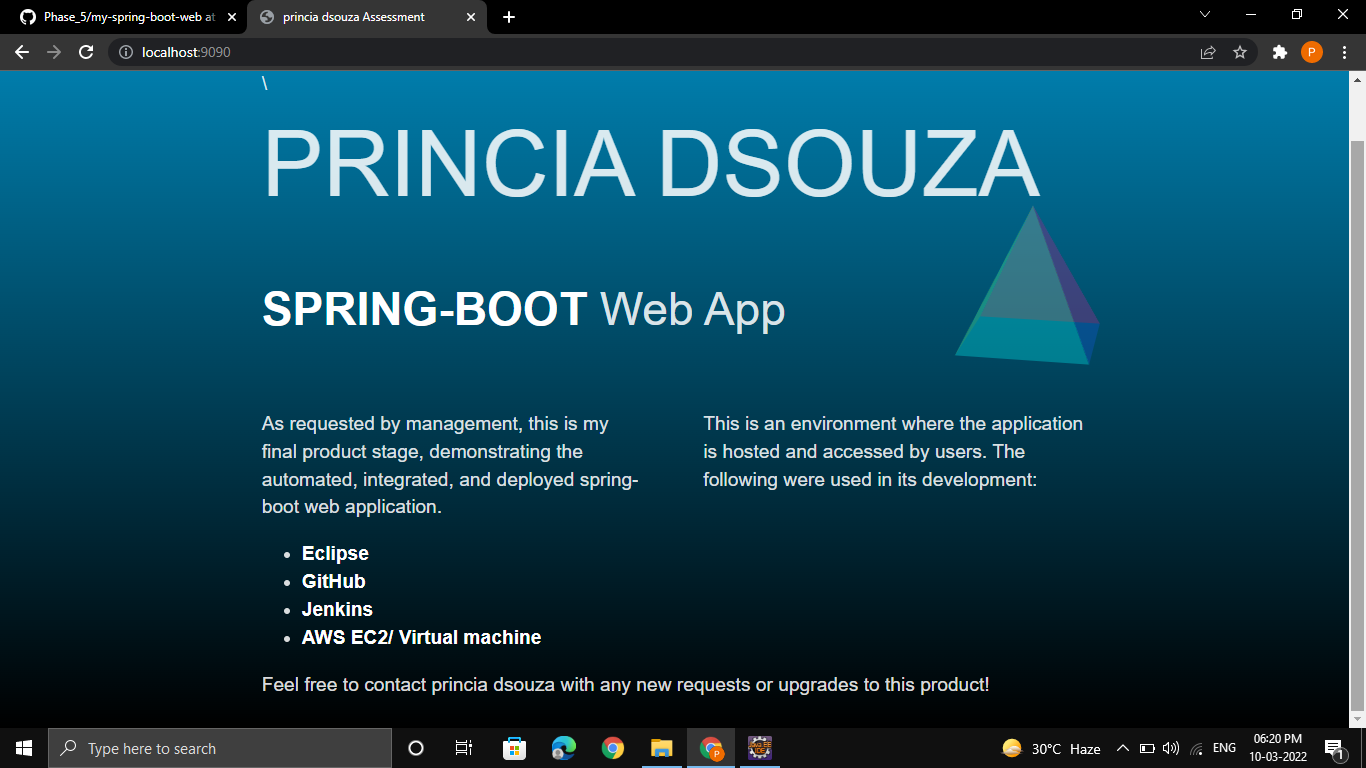 Phase_5/my-spring-boot-web at
princia dsouza Assessment
localhost:9090
P
\
PRINCIA DSOUZA
SPRING-BOOT Web App
As requested by management, this is my
final product stage, demonstrating the
automated, integrated, and deployed spring-
boot web application.
This is an environment where the application
is hosted and accessed by users. The
following were used in its development:
• Eclipse
• GitHub
• Jenkins
• AWS EC2/ Virtual machine
Feel free to contact princia dsouza with any new requests or upgrades to this product!
Type here to search
P
30°C Haze
ENG
06:20 PM
10-03-2022
1